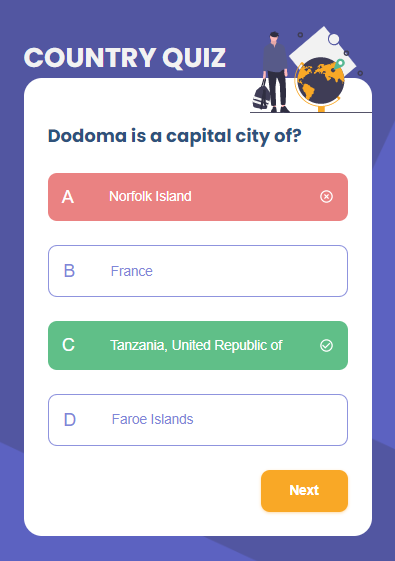 COUNTRY QUIZ
Dodoma is a capital city of?
A Norfolk Island
B France
C Tanzania, United Republic of
D Faroe Islands
Next